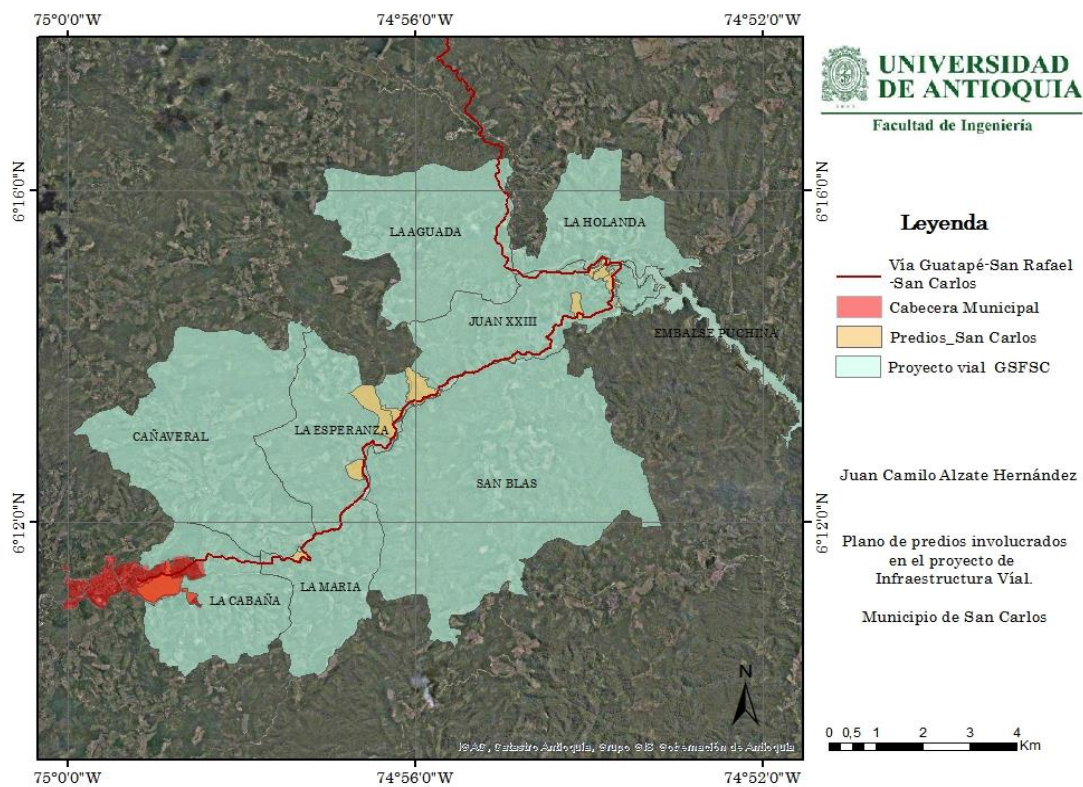 75°0'0"W 74°56'0"W 74°52'0"W
UNIVERSIDAD
DE ANTIOQUIA
1803
Facultad de Ingeniería
6°16'0"N
6°16'0"N
LA AGUADA
LA HOLANDA
JUAN XXIII
EMBALSE PUCHINÁ
CAÑAVERAL
LA ESPERANZA
SAN BLAS
6°12'0"N
6°12'0"N
LA CABAÑA
LA MARIA
Leyenda
Vía Guatapé-San Rafael
-San Carlos
Cabecera Municipal
Predios_San Carlos
Proyecto vial GSFSC
Juan Camilo Alzate Hernández
Plano de predios involucrados
en el proyecto de
Infraestructura Víal.
Municipio de San Carlos
N
IGAC, Catastro Antioquia, Grupo GIS Gobernación de Antioquia
0 0,5 1 2 3 4
Km
75°0'0"W 74°56'0"W 74°52'0"W